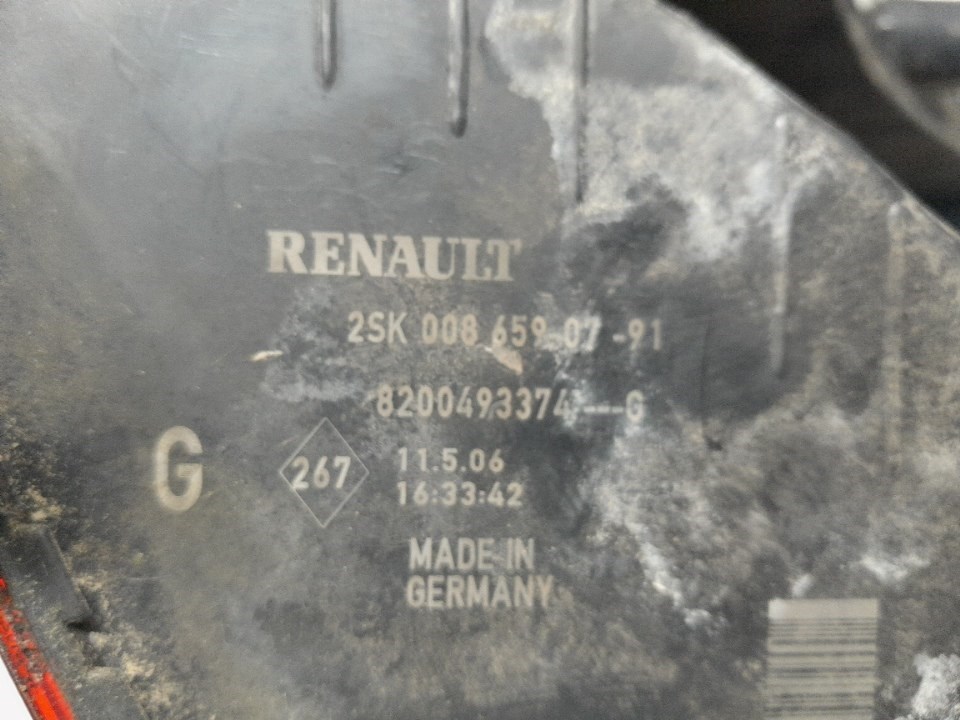 RENAULT
2SK 008 659-07 -91
8200493374---G
G
267
11.5.06
16:33:42
MADE IN
GERMANY